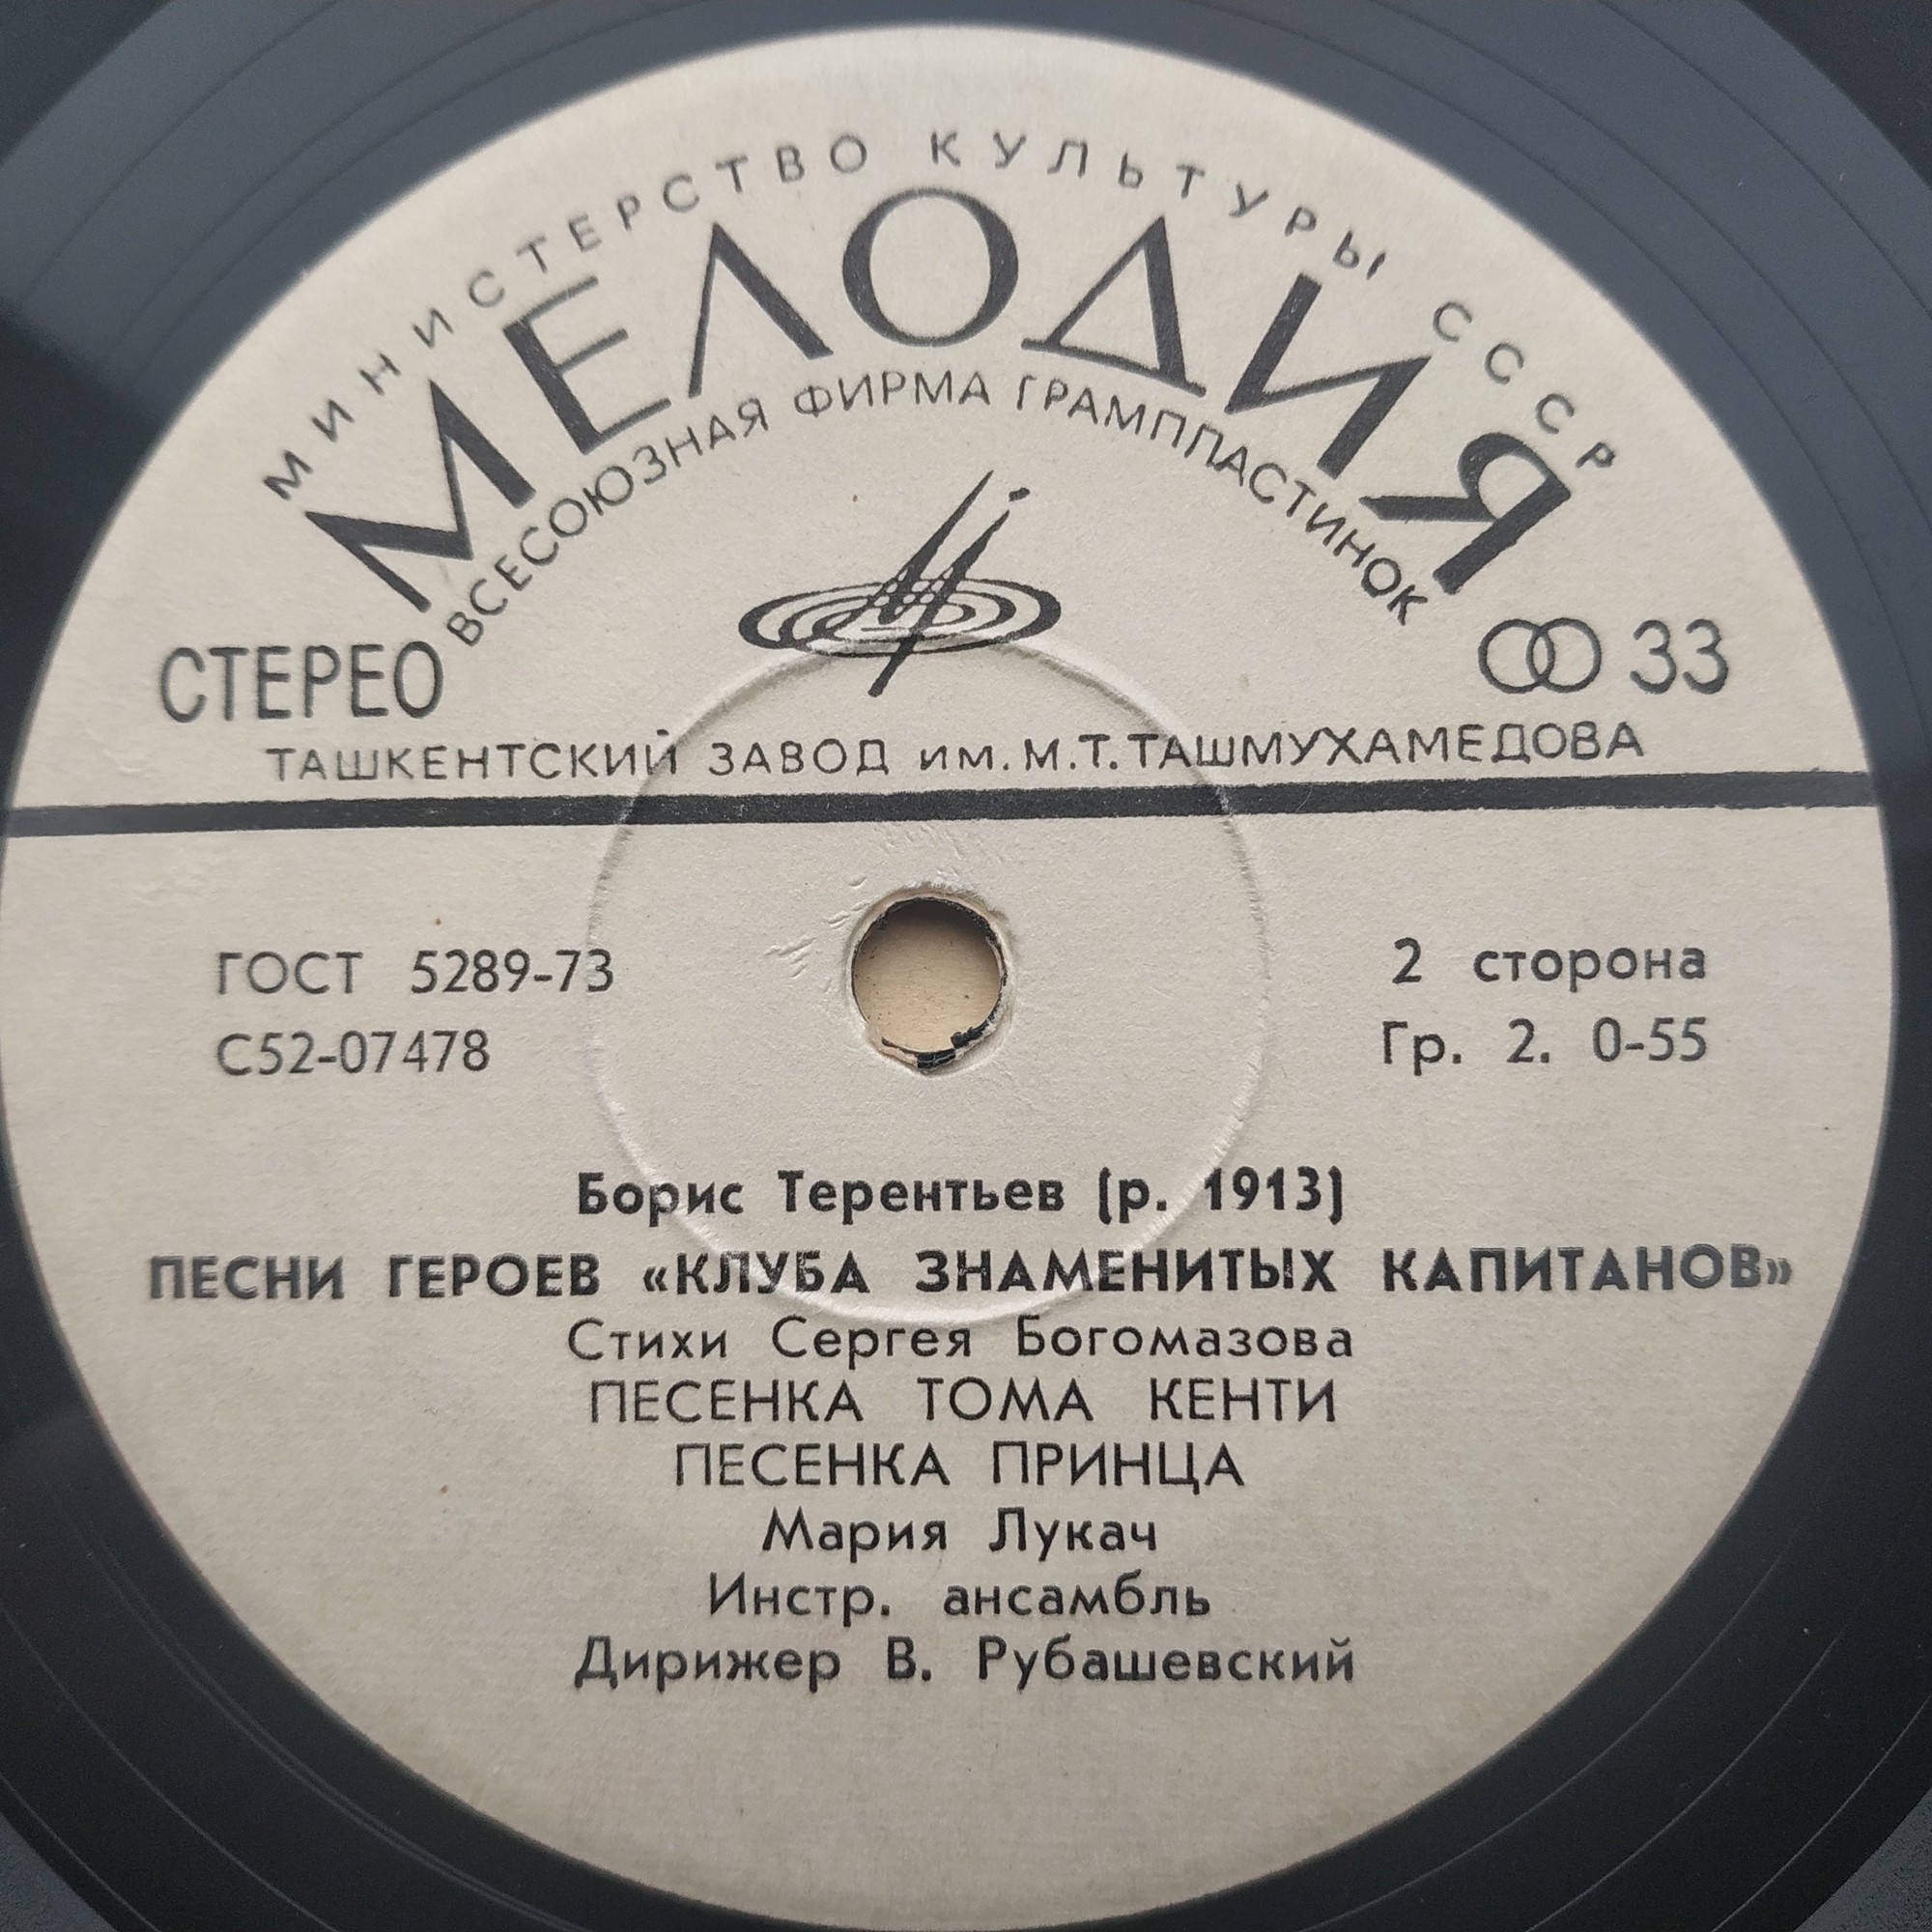 МИНИСТЕРСТВО КУЛЬТУРЫ СССР
МЕЛОДИЯ
ВСЕСОЮЗНАЯ ФИРМА ГРАМПЛАСТИНОК
СТЕРЕО 33
ТАШКЕНТСКИЙ ЗАВОД им. М.Т. ТАШМУХАМЕДОВА
ГОСТ 5289-73 2 сторона
С52-07478 Гр. 2. 0-55
Борис Терентьев (р. 1913)
ПЕСНИ ГЕРОЕВ «КЛУБА ЗНАМЕНИТЫХ КАПИТАНОВ»
Стихи Сергея Богомазова
ПЕСЕНКА ТОМА КЕНТИ
ПЕСЕНКА ПРИНЦА
Мария Лукач
Инстр. ансамбль
Дирижер В. Рубашевский